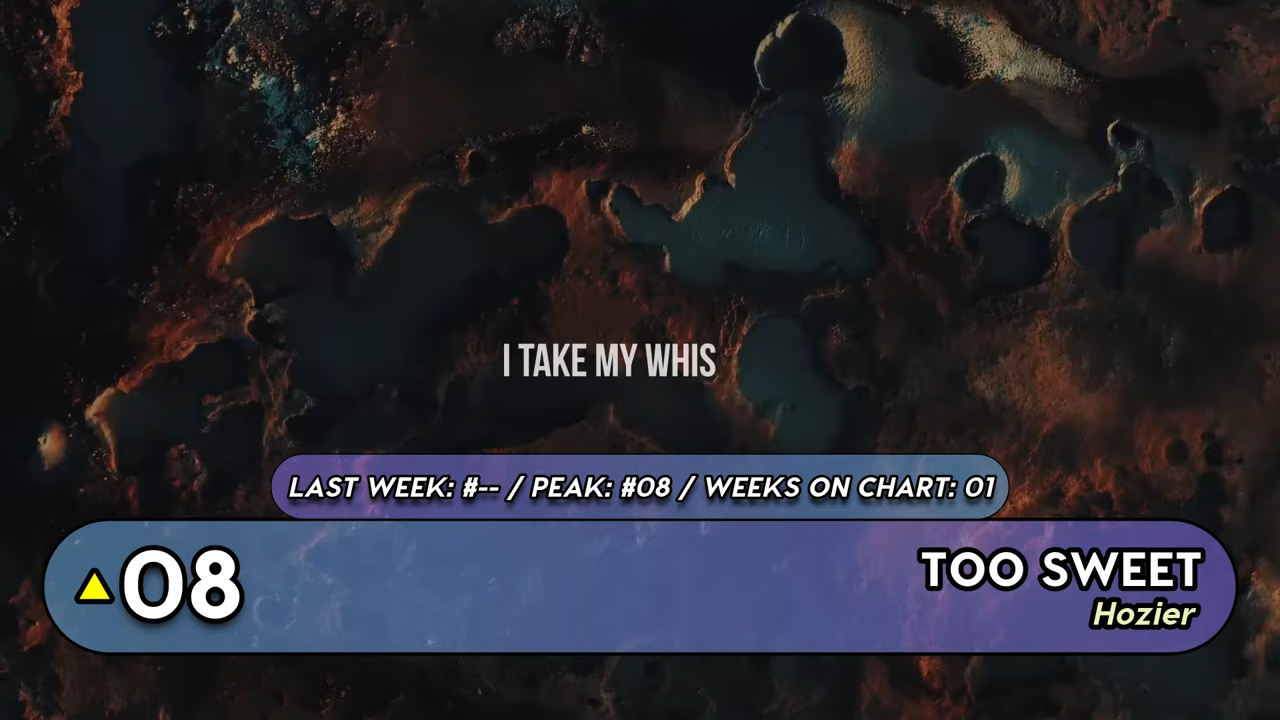 I TAKE MY WHIS
LAST WEEK: #-- / PEAK: #08 / WEEKS ON CHART: 01
08
TOO SWEET
Hozier